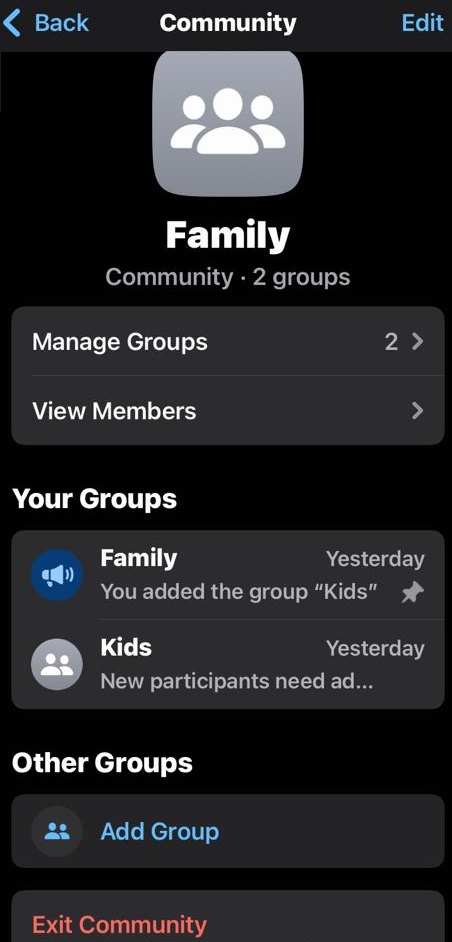 Back Community Edit
Family
Community · 2 groups
Manage Groups 2
View Members
Your Groups
Family Yesterday
You added the group “Kids”
Kids Yesterday
New participants need ad...
Other Groups
Add Group
Exit Community